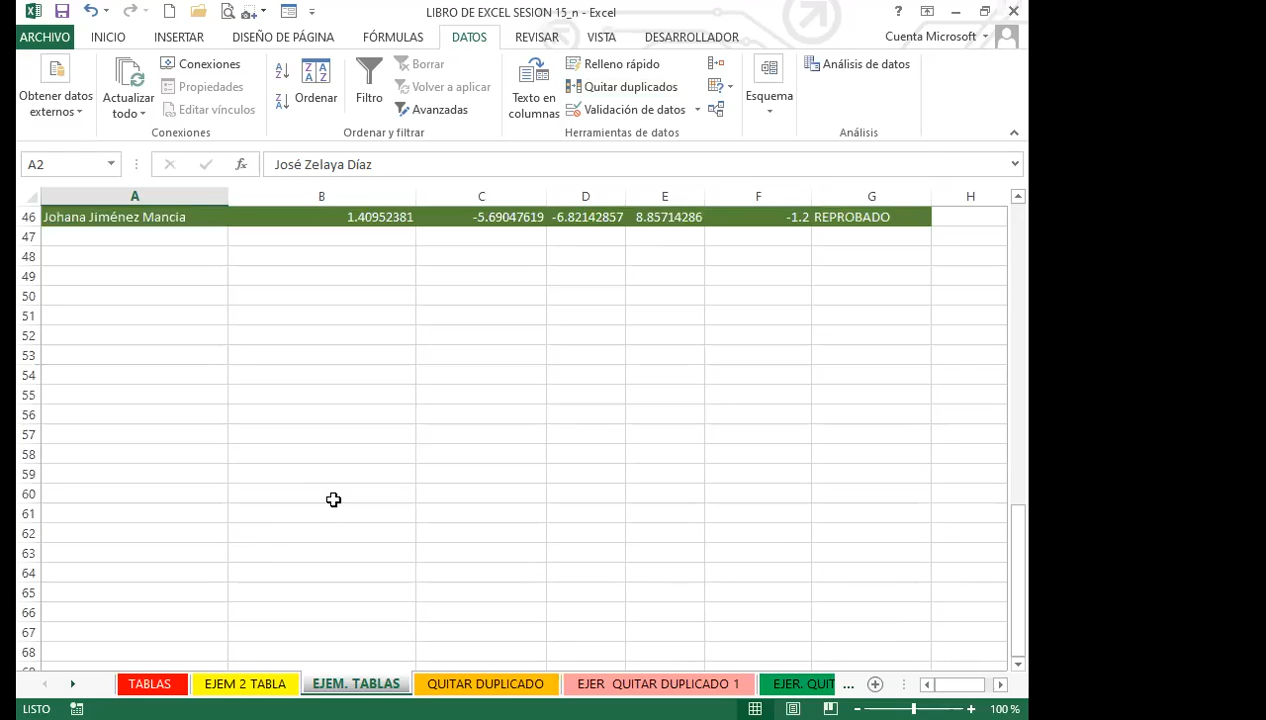 LIBRO DE EXCEL SESION 15_n - Excel
ARCHIVO INICIO INSERTAR DISEÑO DE PÁGINA FÓRMULAS DATOS REVISAR VISTA DESARROLLADOR Cuenta Microsoft
Obtener datos externos
Actualizar todo
Conexiones
Propiedades
Editar vínculos
Conexiones
Ordenar
Filtro
Borrar
Volver a aplicar
Avanzadas
Ordenar y filtrar
Texto en columnas
Relleno rápido
Quitar duplicados
Validación de datos
Herramientas de datos
Esquema
Análisis de datos
Análisis
A2 fx José Zelaya Díaz
A B C D E F G H
46 Johana Jiménez Mancia 1.40952381 -5.69047619 -6.82142857 8.85714286 -1.2 REPROBADO
47
48
49
50
51
52
53
54
55
56
57
58
59
60
61
62
63
64
65
66
67
68
TABLAS EJEM 2 TABLA EJEM. TABLAS QUITAR DUPLICADO EJER QUITAR DUPLICADO 1 EJER. QUIT ...
LISTO 100 %